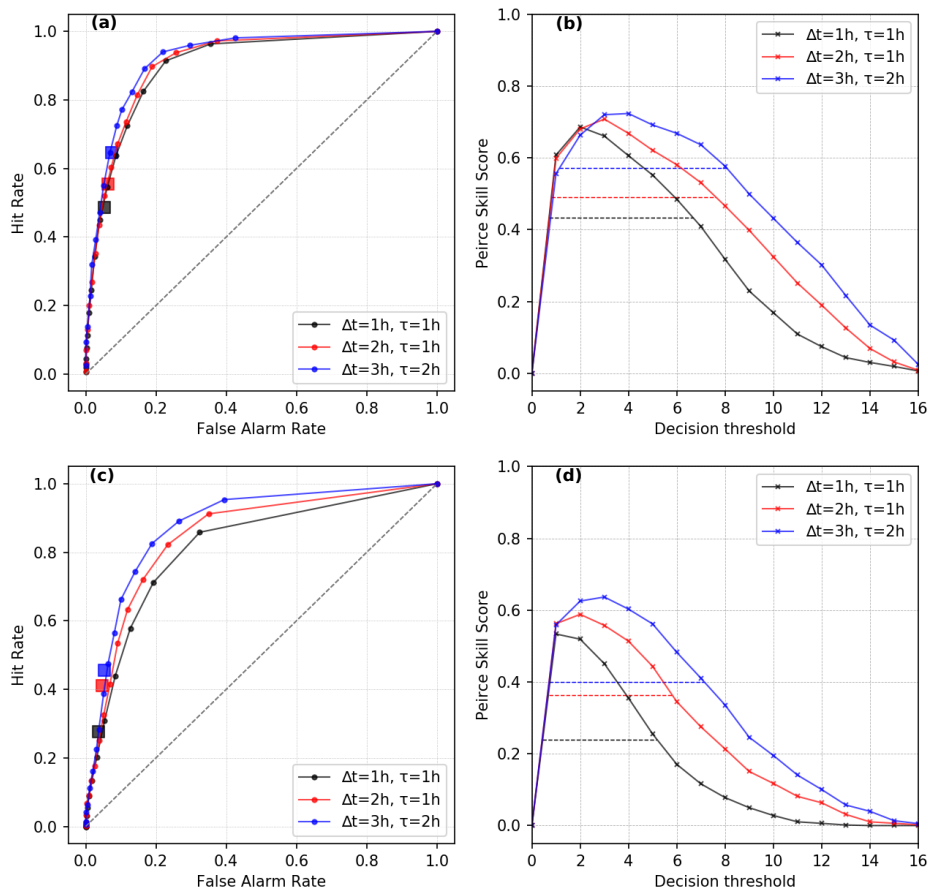 (a)
1.0
0.8
0.6
0.4
0.2
0.0
Hit Rate
0.0 0.2 0.4 0.6 0.8 1.0
False Alarm Rate
Δt=1h, τ=1h
Δt=2h, τ=1h
Δt=3h, τ=2h
(b)
1.0
0.8
0.6
0.4
0.2
0.0
Peirce Skill Score
0 2 4 6 8 10 12 14 16
Decision threshold
Δt=1h, τ=1h
Δt=2h, τ=1h
Δt=3h, τ=2h
(c)
1.0
0.8
0.6
0.4
0.2
0.0
Hit Rate
0.0 0.2 0.4 0.6 0.8 1.0
False Alarm Rate
Δt=1h, τ=1h
Δt=2h, τ=1h
Δt=3h, τ=2h
(d)
1.0
0.8
0.6
0.4
0.2
0.0
Peirce Skill Score
0 2 4 6 8 10 12 14 16
Decision threshold
Δt=1h, τ=1h
Δt=2h, τ=1h
Δt=3h, τ=2h